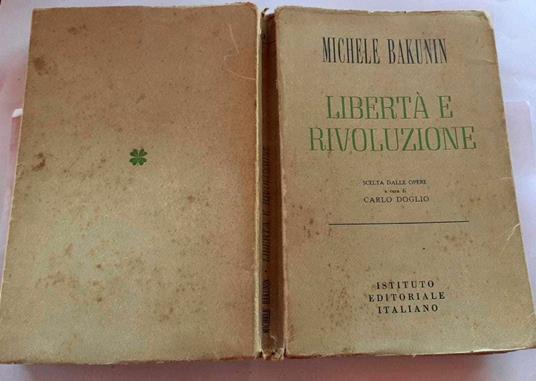 MICHELE BAKUNIN
LIBERTÀ E
RIVOLUZIONE
SCELTA DALLE OPERE
a cura di
CARLO DOGLIO
ISTITUTO
EDITORIALE
ITALIANO
MICHELE BAKUNIN • LIBERTÀ E RIVOLUZIONE